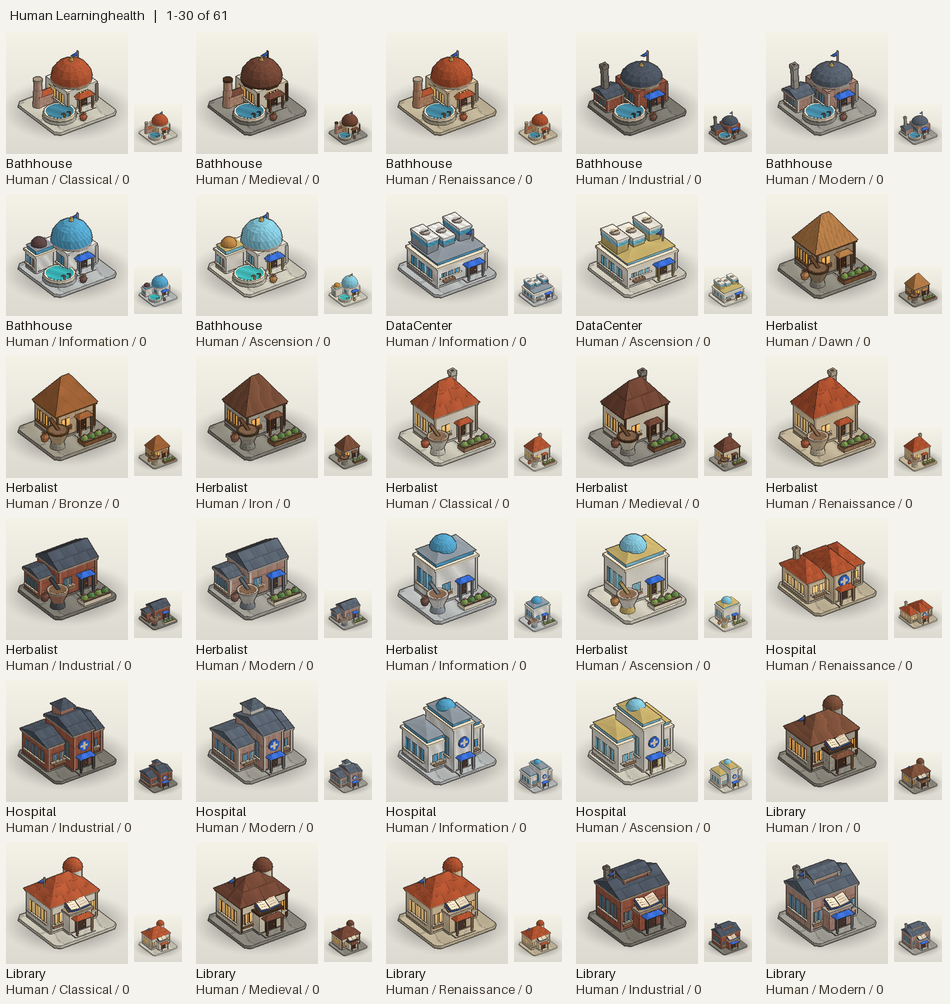 Human Learninghealth | 1-30 of 61
Bathhouse
Human / Classical / 0
Bathhouse
Human / Medieval / 0
Bathhouse
Human / Renaissance / 0
Bathhouse
Human / Industrial / 0
Bathhouse
Human / Modern / 0
Bathhouse
Human / Information / 0
Bathhouse
Human / Ascension / 0
DataCenter
Human / Information / 0
DataCenter
Human / Ascension / 0
Herbalist
Human / Dawn / 0
Herbalist
Human / Bronze / 0
Herbalist
Human / Iron / 0
Herbalist
Human / Classical / 0
Herbalist
Human / Medieval / 0
Herbalist
Human / Renaissance / 0
Herbalist
Human / Industrial / 0
Herbalist
Human / Modern / 0
Herbalist
Human / Information / 0
Herbalist
Human / Ascension / 0
Hospital
Human / Renaissance / 0
Hospital
Human / Industrial / 0
Hospital
Human / Modern / 0
Hospital
Human / Information / 0
Hospital
Human / Ascension / 0
Library
Human / Iron / 0
Library
Human / Classical / 0
Library
Human / Medieval / 0
Library
Human / Renaissance / 0
Library
Human / Industrial / 0
Library
Human / Modern / 0